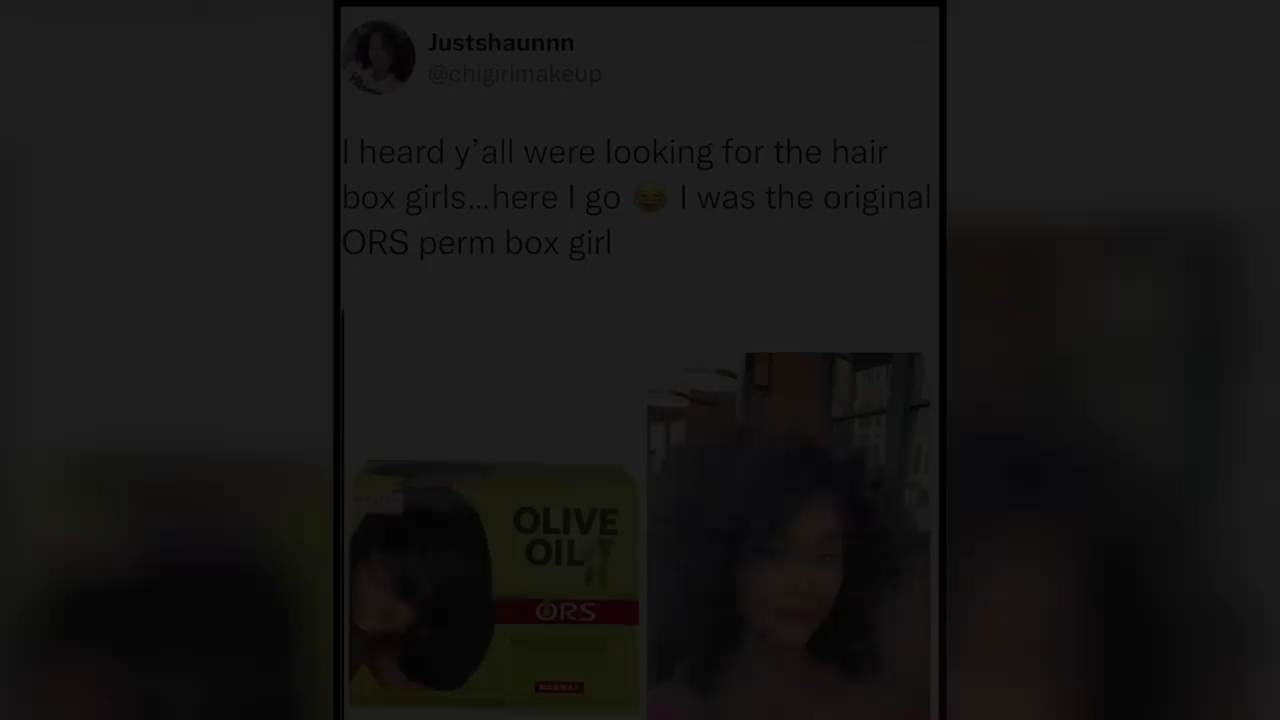 Justshaunnn
@chigirlmakeup
I heard y’all were looking for the hair
box girls...here I go 😂 I was the original
ORS perm box girl
OLIVE
OIL
ORS
NORMAL